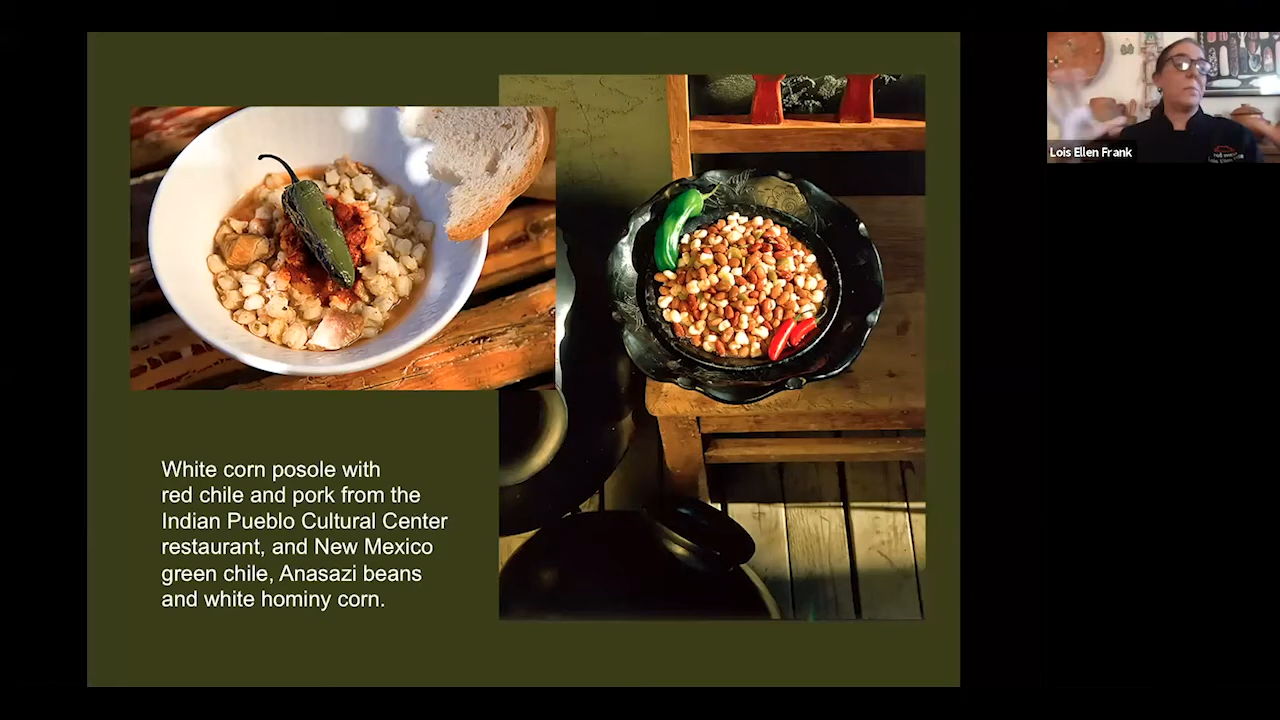 Lois Ellen Frank
White corn posole with
red chile and pork from the
Indian Pueblo Cultural Center
restaurant, and New Mexico
green chile, Anasazi beans
and white hominy corn.